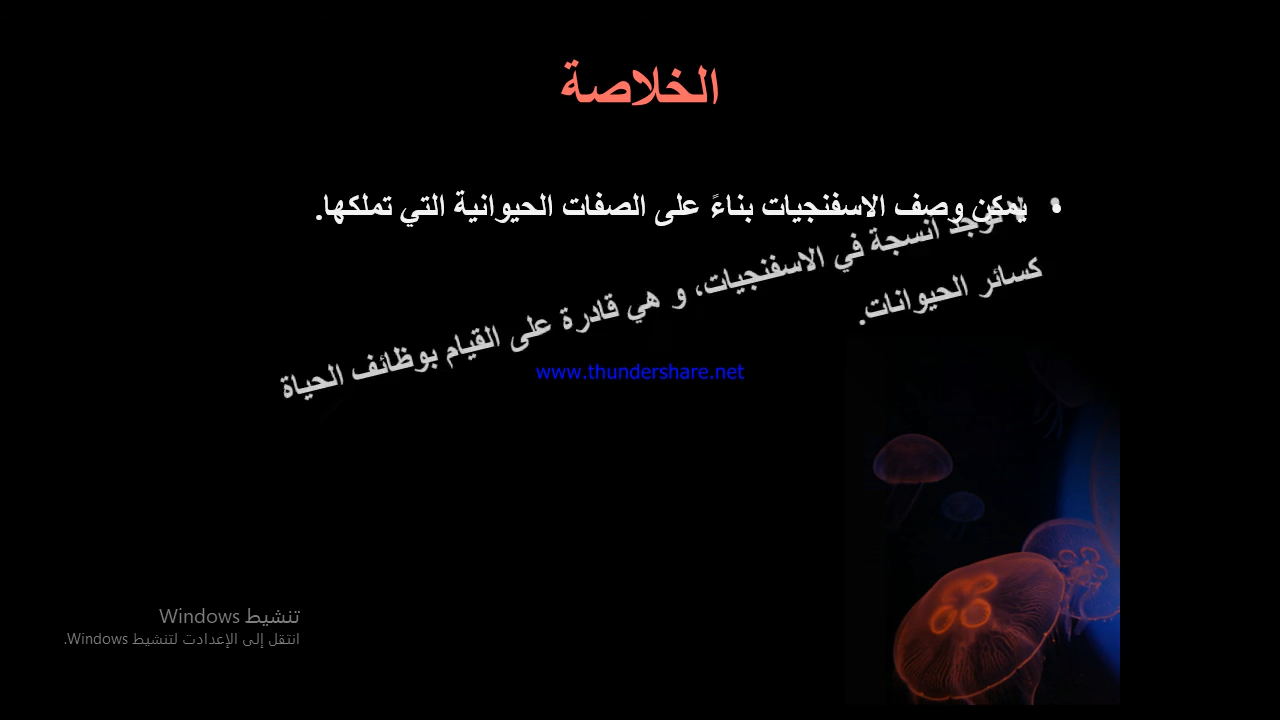 الخلاصة
• يمكن وصف الاسفنجيات بناءً على الصفات الحيوانية التي تملكها.
• لا توجد انسجة في الاسفنجيات، و هي قادرة على القيام بوظائف الحياة
كسائر الحيوانات.
www.thundershare.net
تنشيط Windows
انتقل إلى الإعدادت لتنشيط Windows.